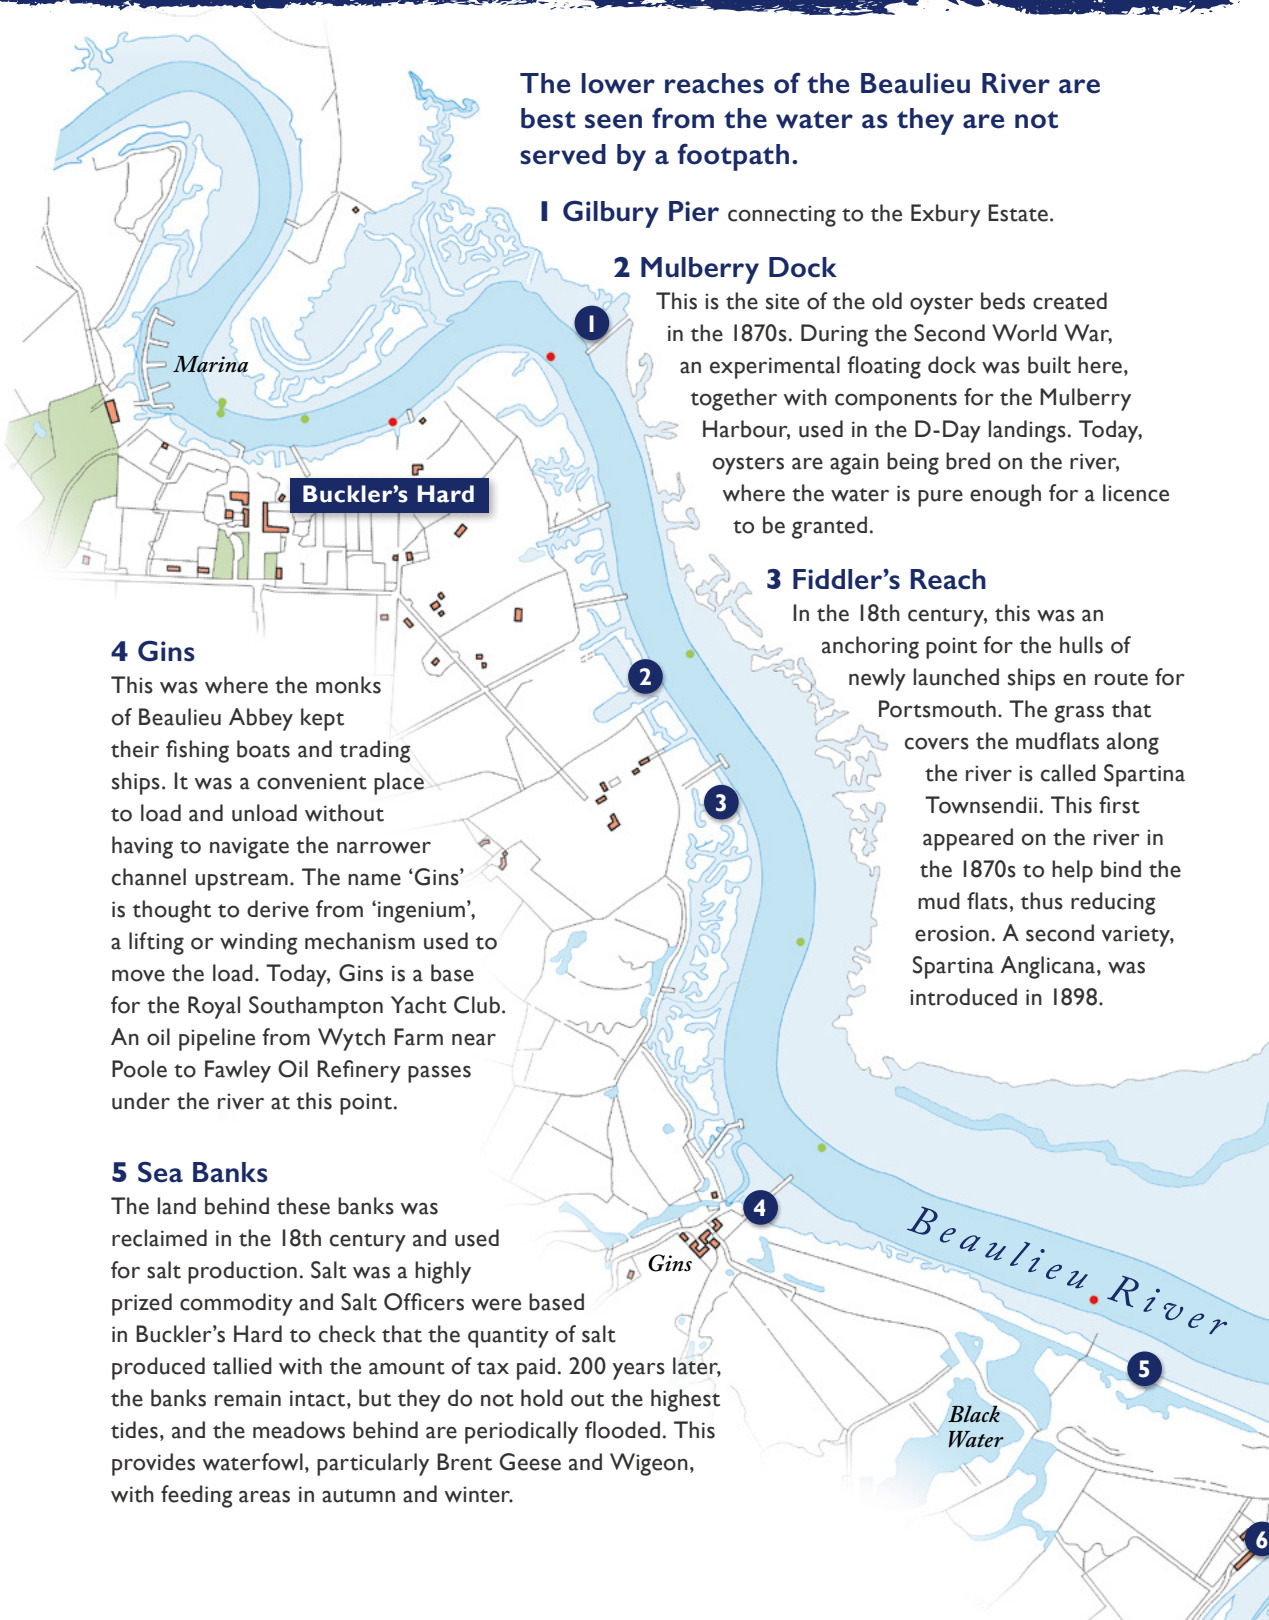 The lower reaches of the Beaulieu River are
best seen from the water as they are not
served by a footpath.
1 Gilbury Pier connecting to the Exbury Estate.
2 Mulberry Dock
This is the site of the old oyster beds created
in the 1870s. During the Second World War,
an experimental floating dock was built here,
together with components for the Mulberry
Harbour, used in the D-Day landings. Today,
oysters are again being bred on the river,
where the water is pure enough for a licence
to be granted.
3 Fiddler's Reach
In the 18th century, this was an
anchoring point for the hulls of
newly launched ships en route for
Portsmouth. The grass that
covers the mudflats along
the river is called Spartina
Townsendii. This first
appeared on the river in
the 1870s to help bind the
mud flats, thus reducing
erosion. A second variety,
Spartina Anglicana, was
introduced in 1898.
4 Gins
This was where the monks
of Beaulieu Abbey kept
their fishing boats and trading
ships. It was a convenient place
to load and unload without
having to navigate the narrower
channel upstream. The name ‘Gins’
is thought to derive from ‘ingenium’,
a lifting or winding mechanism used to
move the load. Today, Gins is a base
for the Royal Southampton Yacht Club.
An oil pipeline from Wytch Farm near
Poole to Fawley Oil Refinery passes
under the river at this point.
5 Sea Banks
The land behind these banks was
reclaimed in the 18th century and used
for salt production. Salt was a highly
prized commodity and Salt Officers were based
in Buckler's Hard to check that the quantity of salt
produced tallied with the amount of tax paid. 200 years later,
the banks remain intact, but they do not hold out the highest
tides, and the meadows behind are periodically flooded. This
provides waterfowl, particularly Brent Geese and Wigeon,
with feeding areas in autumn and winter.
Marina
Buckler's Hard
1
2
3
4
Gins
Beaulieu River
5
Black
Water
6